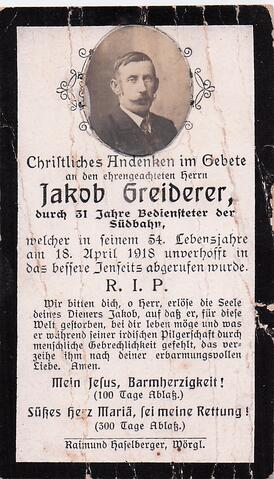 Christliches Andenken im Gebete
an den ehrengeachteten Herrn
Jakob Greiderer,
durch 31 Jahre Bediensteter der
Südbahn,
welcher in seinem 54. Lebensjahre
am 18. April 1918 unverhofft in
das bessere Jenseits abgerufen wurde.
R. I. P.
Wir bitten dich, o Herr, erlöse die Seele
deines Dieners Jakob, auf daß er, für diese
Welt gestorben, bei dir leben möge und was er
während seiner irdischen Pilgerschaft durch
menschliche Gebrechlichkeit gefehlt, das ver-
zeihe ihm nach deiner erbarmungsvollen
Liebe. Amen.
Mein Jesus, Barmherzigkeit!
(100 Tage Ablaß.)
Süßes Herz Mariä, sei meine Rettung!
(300 Tage Ablaß.)
Raimund Haselberger, Wörgl.